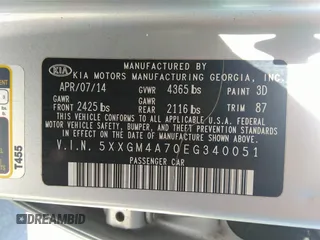 KIA
MANUFACTURED BY
KIA MOTORS MANUFACTURING GEORGIA, INC.
APR/07/14 GVWR 4365 lbs PAINT 3D
GAWR GAWR
FRONT 2425 lbs REAR 2116 lbs TRIM 87
THIS VEHICLE CONFORMS TO ALL APPLICABLE U.S.A. FEDERAL
MOTOR VEHICLE SAFETY, BUMPER, AND THEFT PREVENTION
STANDARDS IN EFFECT ON THE DATE OF MANUFACTURE SHOWN ABOVE.
V.I.N. 5XXGM4A70EG340051
PASSENGER CAR
T455
DREAMBID